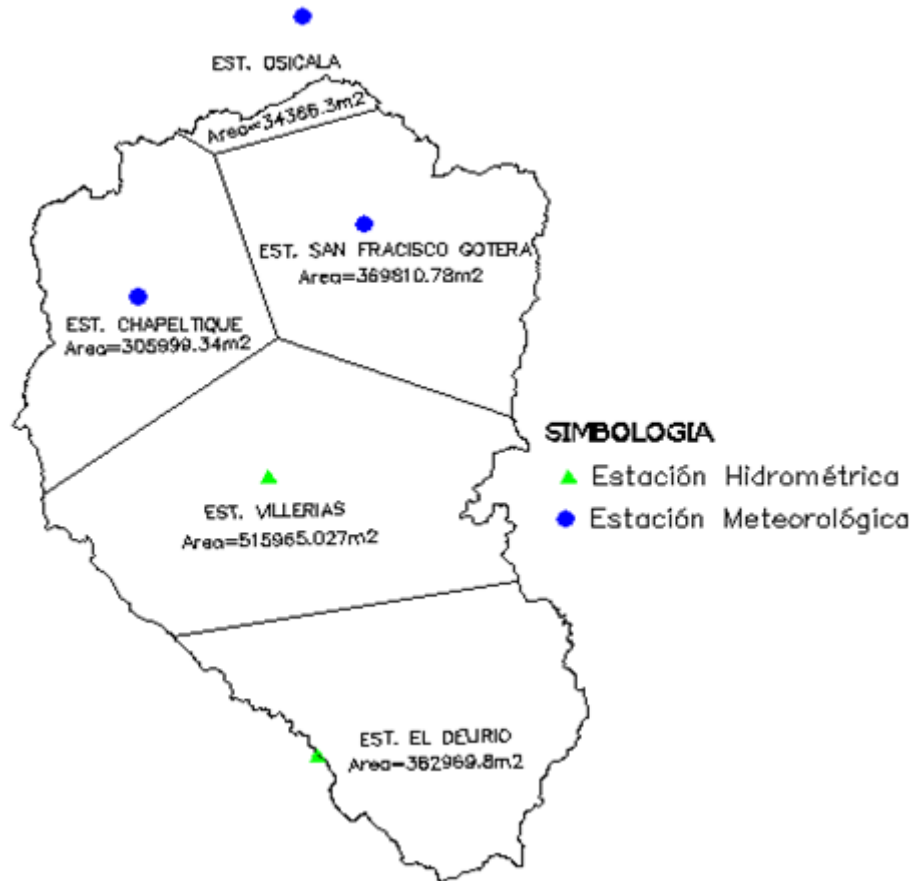 EST. OSICALA
Area=34366.3m2
EST. SAN FRACISCO GOTERA
Area=369810.78m2
EST. CHAPELTIQUE
Area=305999.34m2
SIMBOLOGIA
Estación Hidrométrica
Estación Meteorológica
EST. VILLERIAS
Area=515965.027m2
EST. EL DELIRIO
Area=362969.8m2